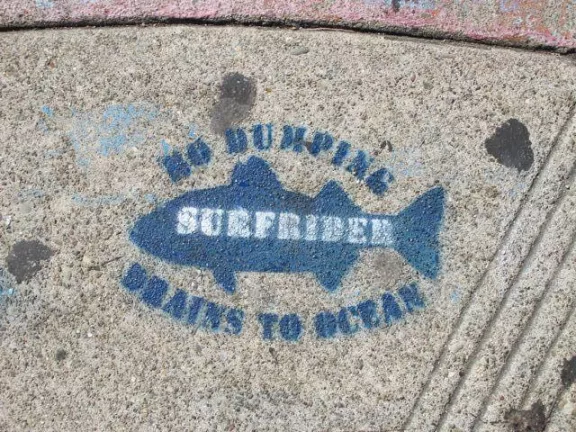 NO DUMPING
SURFRIDER
DRAINS TO OCEAN